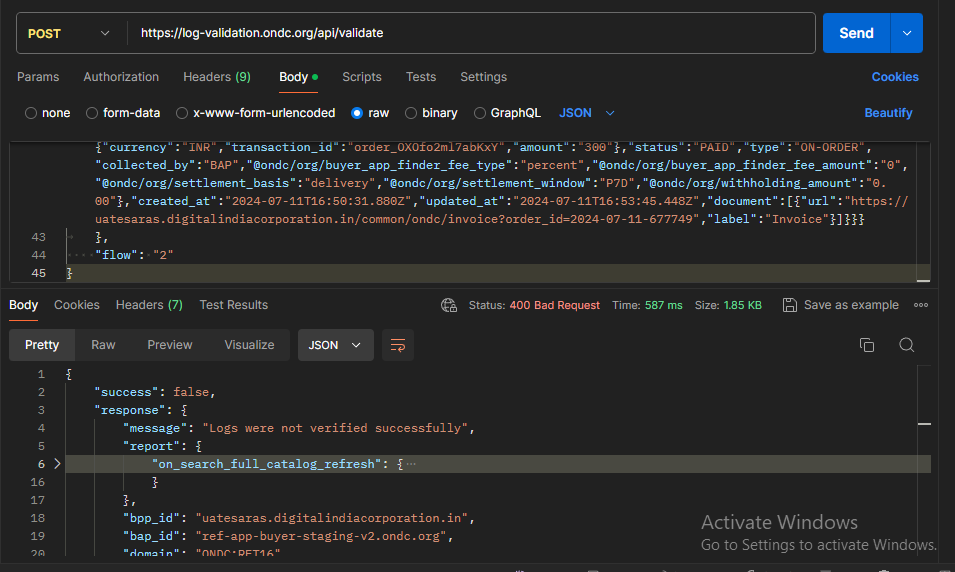 POST https://log-validation.ondc.org/api/validate Send
Params Authorization Headers (9) Body Scripts Tests Settings Cookies
none form-data x-www-form-urlencoded raw binary GraphQL JSON Beautify
{"currency":"INR","transaction_id":"order_OXOfo2ml7abKxY","amount":"300"},"status":"PAID","type":"ON-ORDER",
"collected_by":"BAP","@ondc/org/buyer_app_finder_fee_type":"percent","@ondc/org/buyer_app_finder_fee_amount":"0",
"@ondc/org/settlement_basis":"delivery","@ondc/org/settlement_window":"P7D","@ondc/org/withholding_amount":"0.
00"},"created_at":"2024-07-11T16:50:31.880Z","updated_at":"2024-07-11T16:53:45.448Z","document":[{"url":"https://
uatesaras.digitalindiacorporation.in/common/ondc/invoice?order_id=2024-07-11-677749","label":"Invoice"}]}}}
43 },
44 "flow": "2"
45 }
Body Cookies Headers (7) Test Results Status: 400 Bad Request Time: 587 ms Size: 1.85 KB Save as example
Pretty Raw Preview Visualize JSON
1 {
2 "success": false,
3 "response": {
4 "message": "Logs were not verified successfully",
5 "report": {
6 "on_search_full_catalog_refresh": {…
16 }
17 },
18 "bpp_id": "uatesaras.digitalindiacorporation.in",
19 "bap_id": "ref-app-buyer-staging-v2.ondc.org",
20 "domain": "ONDC:RET16"
Activate Windows
Go to Settings to activate Windows.